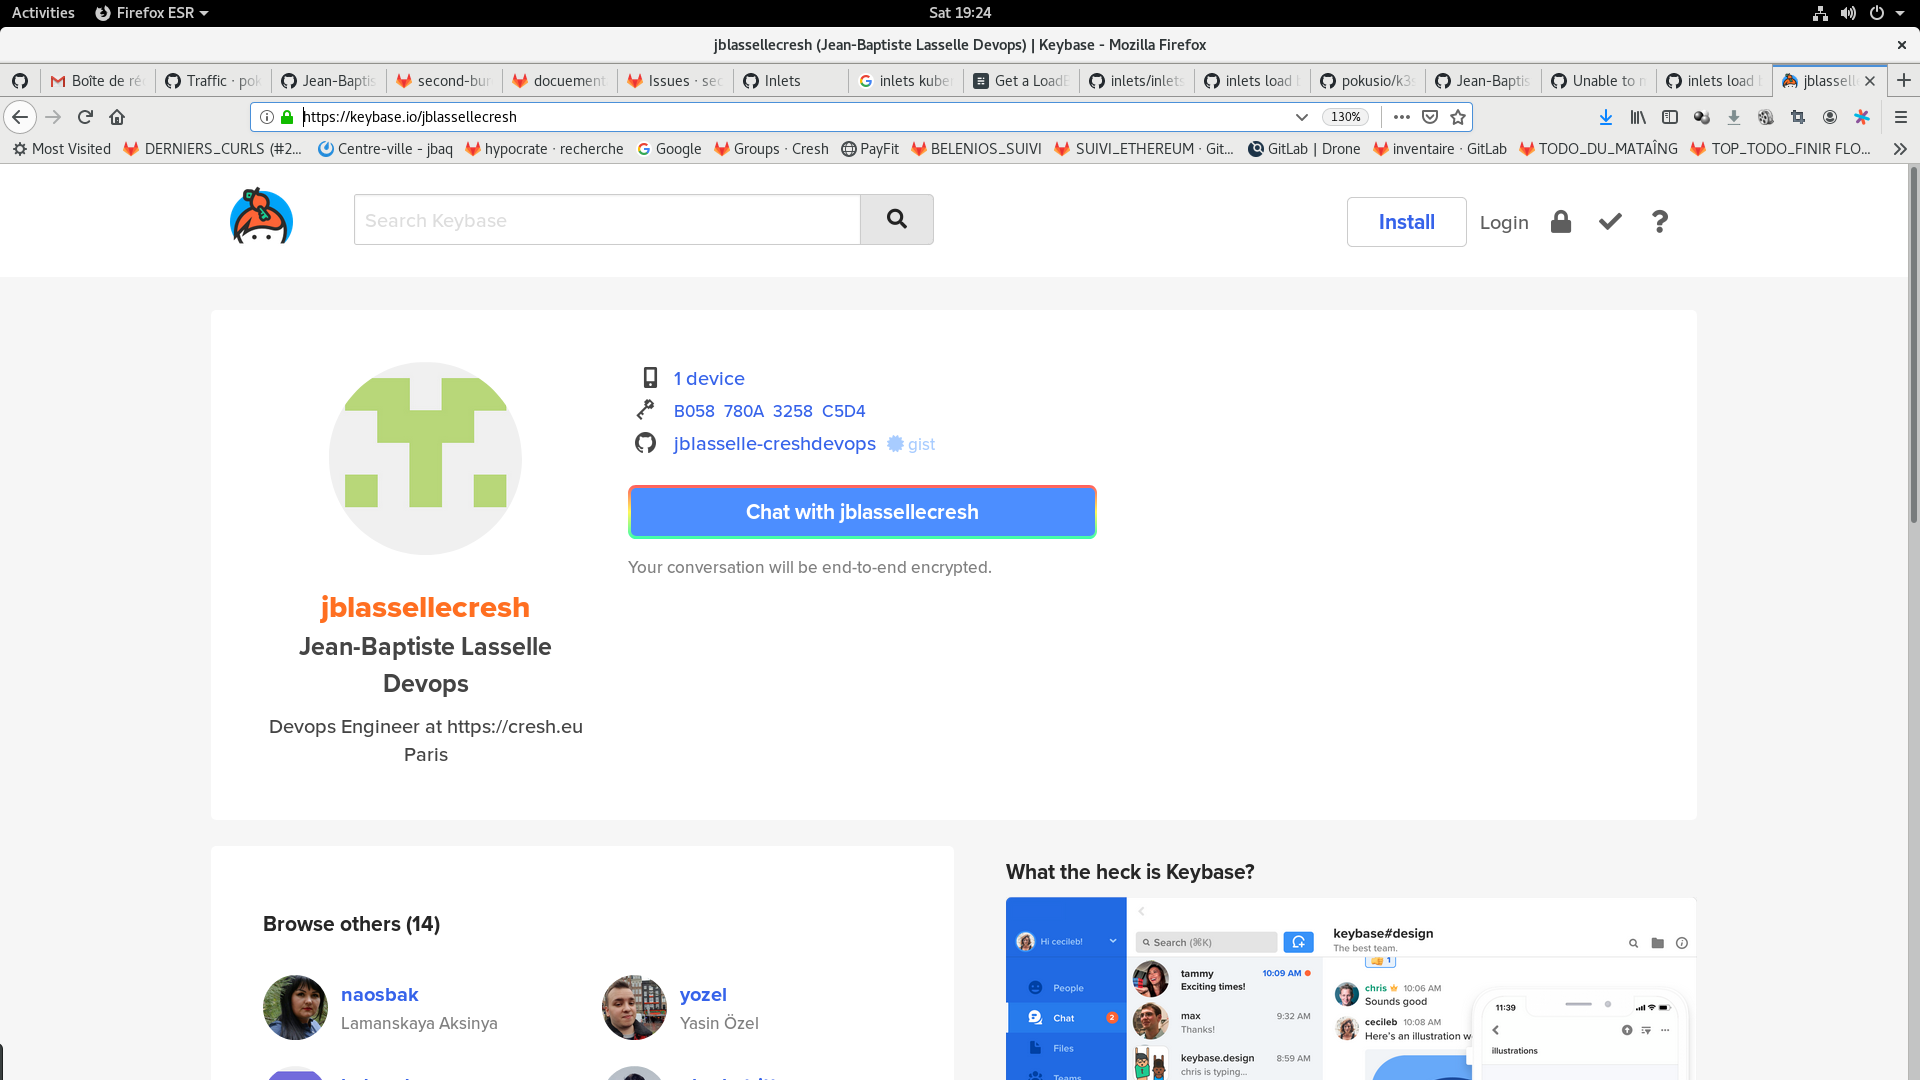 Activities
Firefox ESR
Sat 19:24
jblassellecresh (Jean-Baptiste Lasselle Devops) | Keybase - Mozilla Firefox
Boîte de ré
Traffic · pok
Jean-Baptis
second-bur
docuement
Issues · sec
Inlets
inlets kube
Get a LoadB
inlets/inlets
inlets load
pokusio/k3s
Jean-Baptis
Unable to
inlets load
jblasselle
https://keybase.io/jblassellecresh
130%
Most Visited
DERNIERS_CURLS (#2...
Centre-ville - jbaq
hypocrate · recherche
Google
Groups · Cresh
PayFit
BELENIOS_SUIVI
SUIVI_ETHEREUM · Git...
GitLab | Drone
inventaire · GitLab
TODO_DU_MATAÎNG
TOP_TODO_FINIR FLO...
Search Keybase
Install
Login
1 device
B058 780A 3258 C5D4
jblasselle-creshdevops
gist
Chat with jblassellecresh
Your conversation will be end-to-end encrypted.
jblassellecresh
Jean-Baptiste Lasselle
Devops
Devops Engineer at https://cresh.eu
Paris
Browse others (14)
naosbak
Lamanskaya Aksinya
yozel
Yasin Özel
What the heck is Keybase?
Hi cecileb!
People
Chat
2
Files
Teams
Search (⌘K)
tammy
10:09 AM
Exciting times!
max
9:32 AM
Thanks!
keybase.design
8:59 AM
chris is typing...
keybase#design
The best team.
1
chris
10:06 AM
Sounds good
cecileb
10:08 AM
Here's an illustration
11:39
illustrations